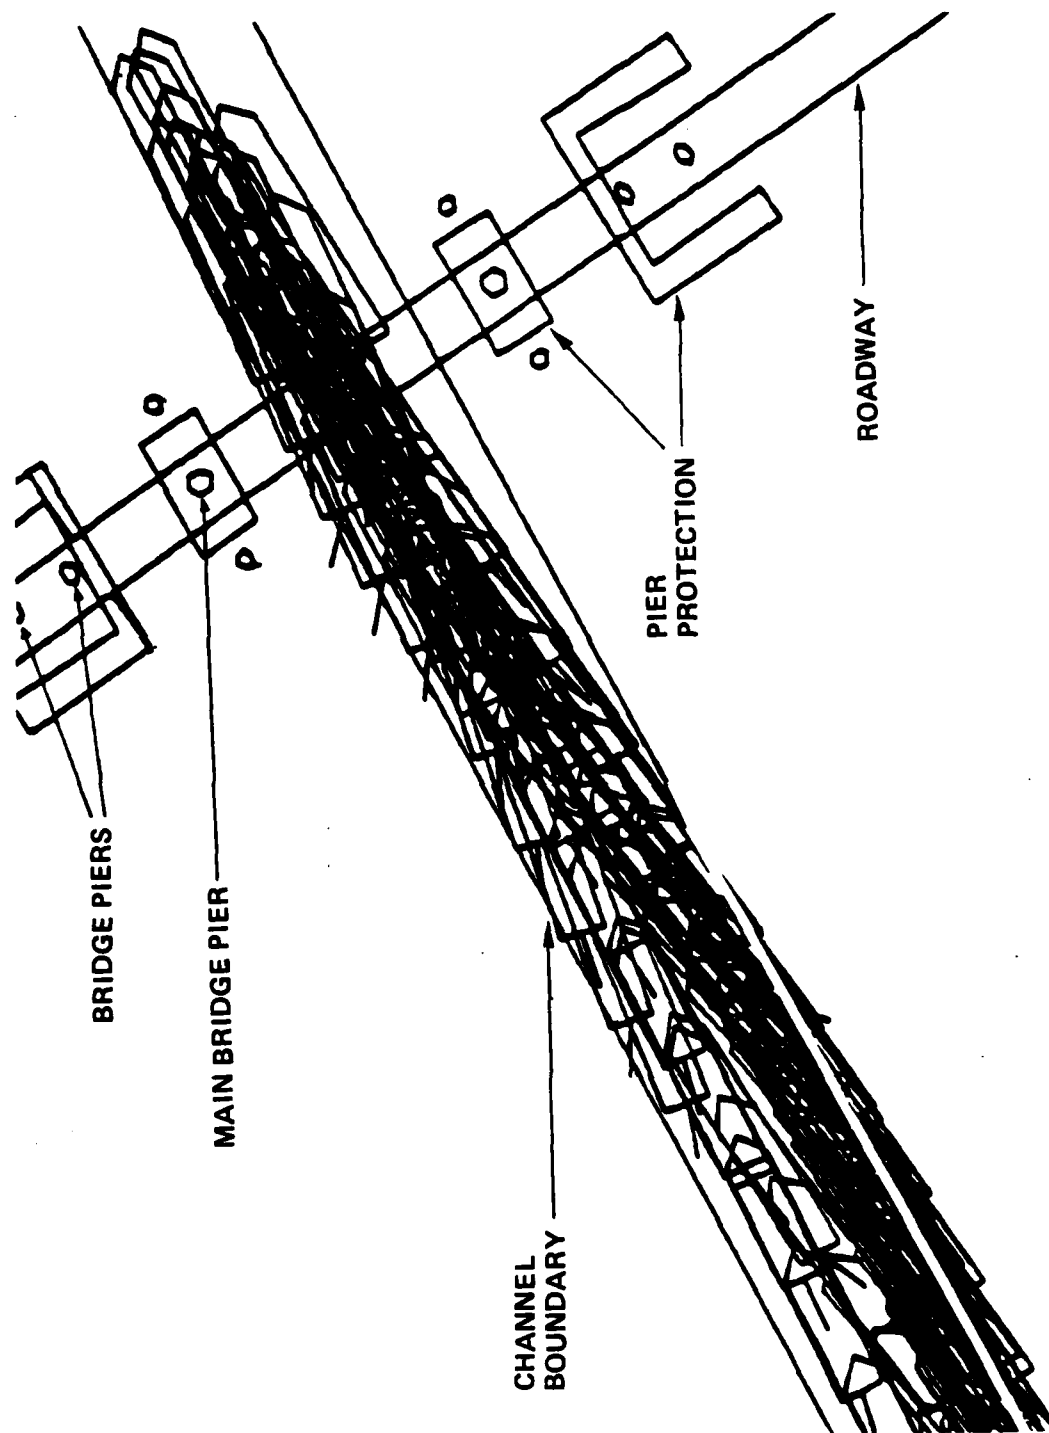 BRIDGE PIERS
MAIN BRIDGE PIER
CHANNEL
BOUNDARY
PIER
PROTECTION
ROADWAY